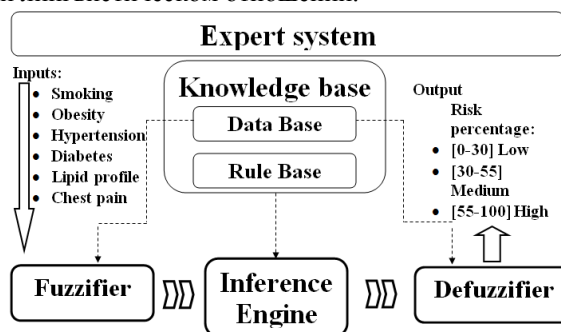 Expert system
Inputs:
Smoking
Obesity
Hypertension
Diabetes
Lipid profile
Chest pain
Knowledge base
Data Base
Rule Base
Output
Risk
percentage:
[0-30] Low
[30-55]
Medium
[55-100] High
Fuzzifier
Inference
Engine
Defuzzifier